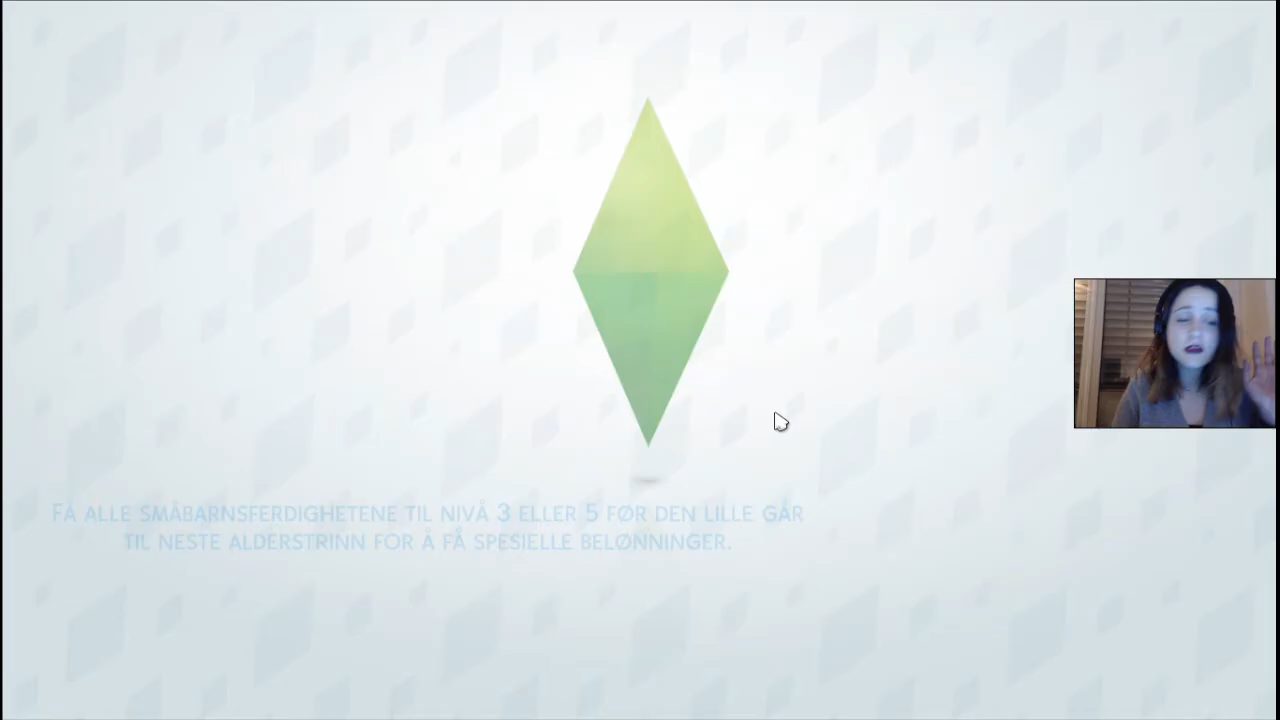 FÅ ALLE SMÅBARNSFERDIGHETENE TIL NIVÅ 3 ELLER 5 FØR DEN LILLE GÅR
TIL NESTE ALDERSTRINN FOR Å FÅ SPESIELLE BELØNNINGER.